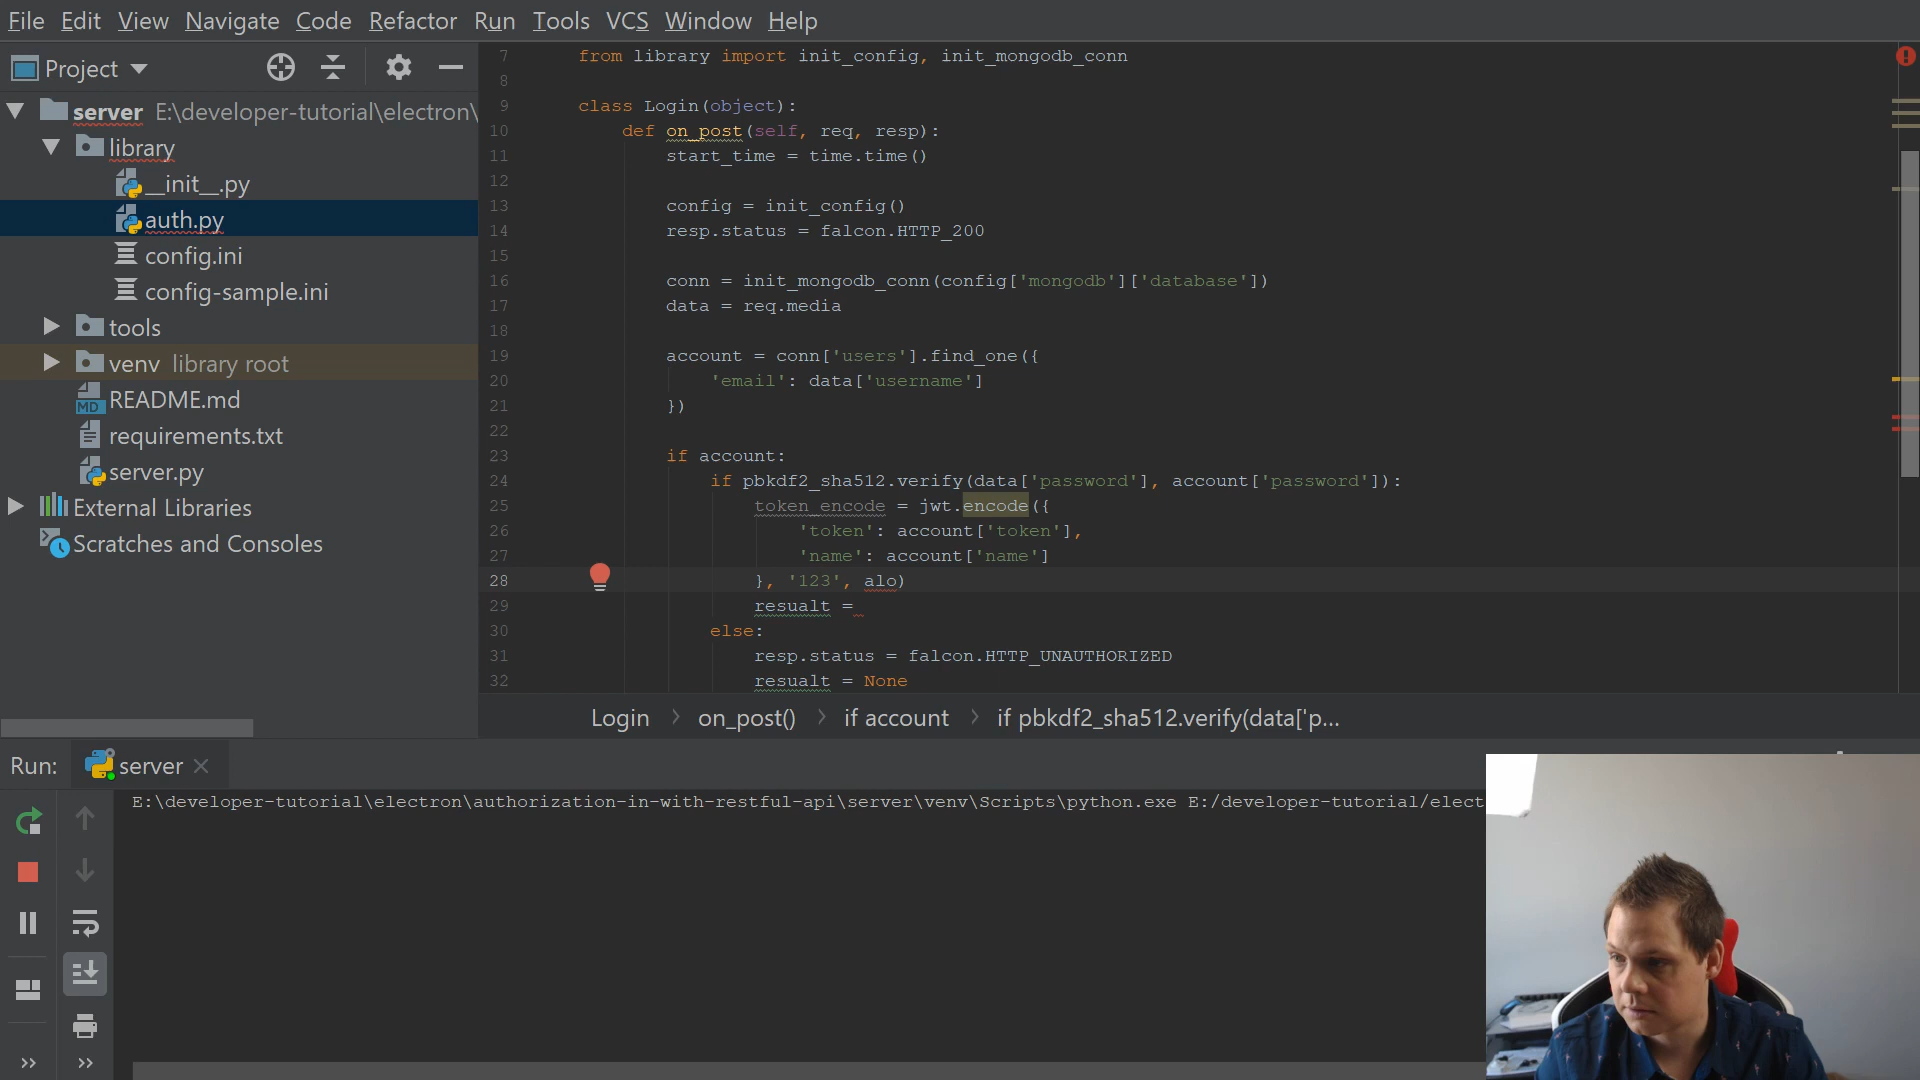 File Edit View Navigate Code Refactor Run Tools VCS Window Help
Project
server E:\developer-tutorial\electron\
library
__init__.py
auth.py
config.ini
config-sample.ini
tools
venv library root
MD README.md
requirements.txt
server.py
External Libraries
Scratches and Consoles
7 from library import init_config, init_mongodb_conn
8
9 class Login(object):
10 def on_post(self, req, resp):
11 start_time = time.time()
12
13 config = init_config()
14 resp.status = falcon.HTTP_200
15
16 conn = init_mongodb_conn(config['mongodb']['database'])
17 data = req.media
18
19 account = conn['users'].find_one({
20 'email': data['username']
21 })
22
23 if account:
24 if pbkdf2_sha512.verify(data['password'], account['password']):
25 token_encode = jwt.encode({
26 'token': account['token'],
27 'name': account['name']
28 }, '123', alo)
29 resualt =
30 else:
31 resp.status = falcon.HTTP_UNAUTHORIZED
32 resualt = None
Login > on_post() > if account > if pbkdf2_sha512.verify(data['p...
Run: server
E:\developer-tutorial\electron\authorization-in-with-restful-api\server\venv\Scripts\python.exe E:/developer-tutorial/elect